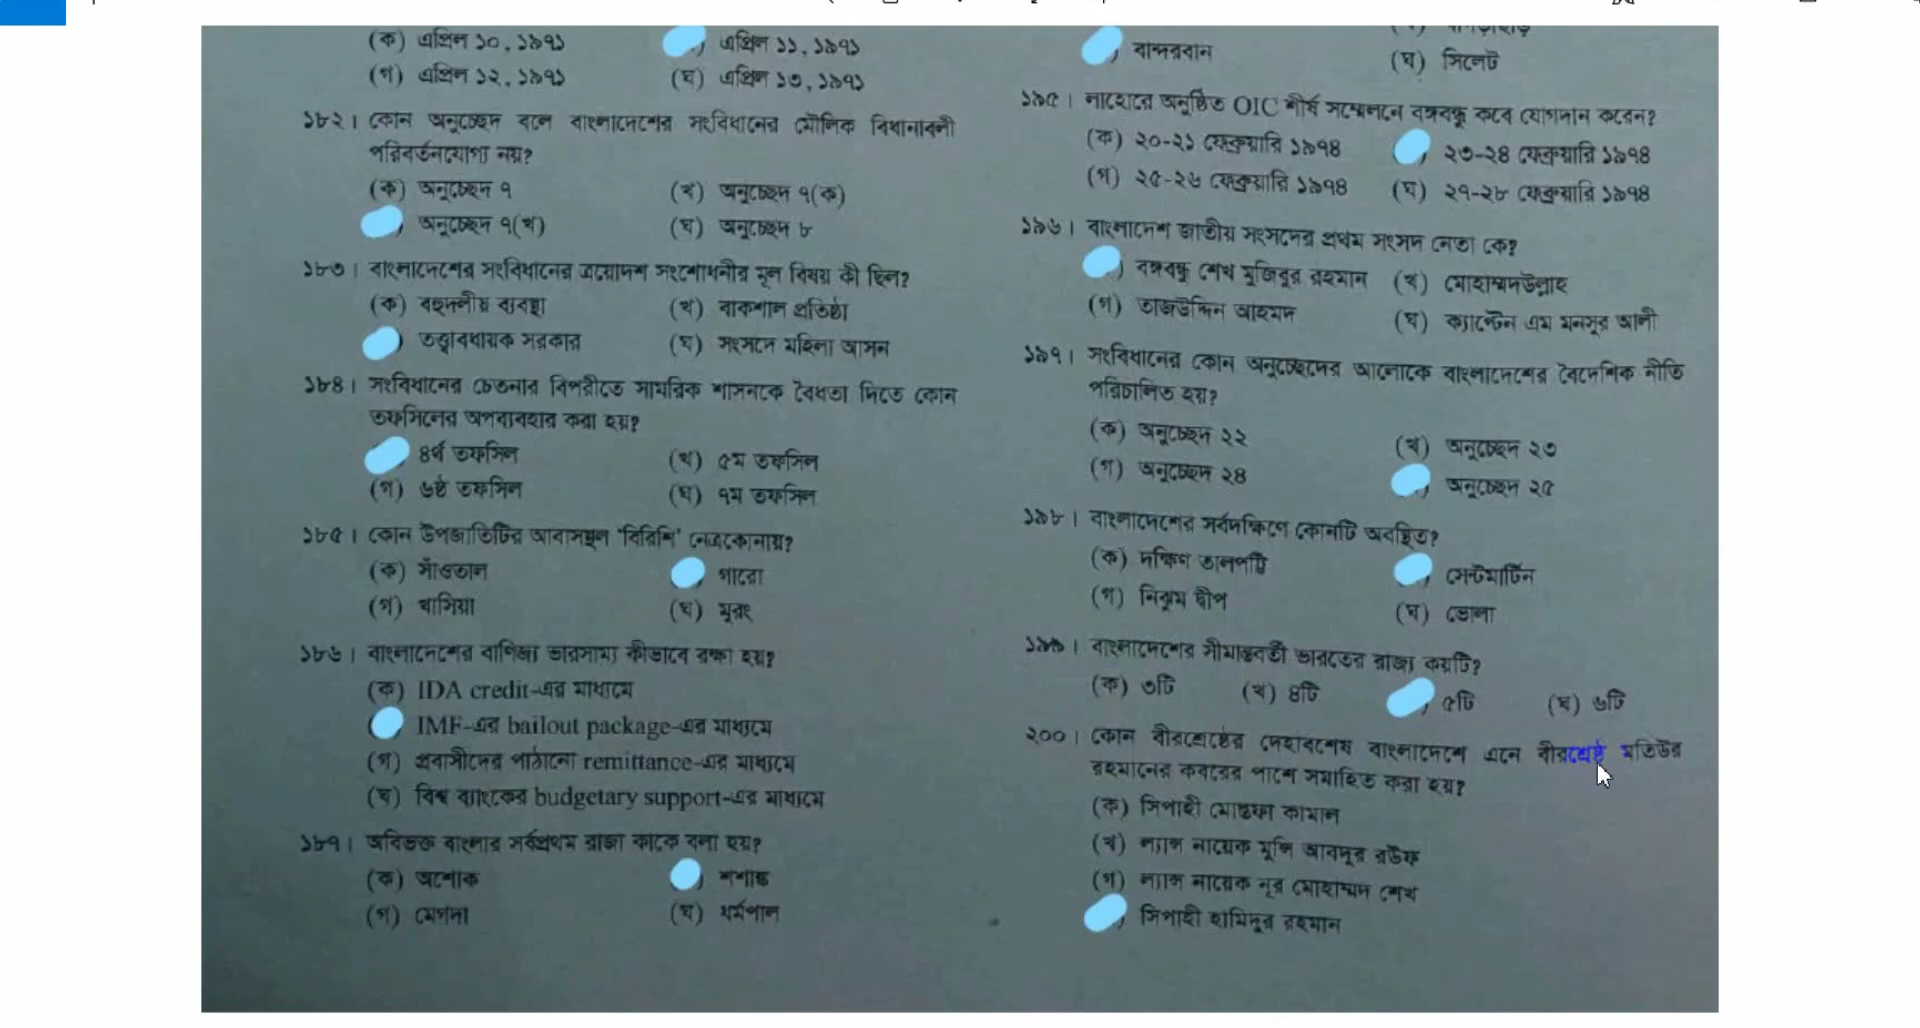 (ক) এপ্রিল ১০, ১৯৭১
) এপ্রিল ১১, ১৯৭১
(গ) এপ্রিল ১২, ১৯৭১
(ঘ) এপ্রিল ১৩, ১৯৭১
১৮২। কোন অনুচ্ছেদ বলে বাংলাদেশের সংবিধানের মৌলিক বিধানাবলী
পরিবর্তনযোগ্য নয়?
(ক) অনুচ্ছেদ ৭
(খ) অনুচ্ছেদ ৭(ক)
) অনুচ্ছেদ ৭(খ)
(ঘ) অনুচ্ছেদ ৮
১৮৩। বাংলাদেশের সংবিধানের ত্রয়োদশ সংশোধনীর মূল বিষয় কী ছিল?
(ক) বহুদলীয় ব্যবস্থা
(খ) বাকশাল প্রতিষ্ঠা
) তত্ত্বাবধায়ক সরকার
(ঘ) সংসদে মহিলা আসন
১৮৪। সংবিধানের চেতনার বিপরীতে সামরিক শাসনকে বৈধতা দিতে কোন
তফসিলের অপব্যবহার করা হয়?
) ৪র্থ তফসিল
(খ) ৫ম তফসিল
(গ) ৬ষ্ঠ তফসিল
(ঘ) ৭ম তফসিল
১৮৫। কোন উপজাতিটির আবাসস্থল 'বিরিশি' নেত্রকোনায়?
(ক) সাঁওতাল
) গারো
(গ) খাসিয়া
(ঘ) মুরং
১৮৬। বাংলাদেশের বাণিজ্য ভারসাম্য কীভাবে রক্ষা হয়?
(ক) IDA credit-এর মাধ্যমে
( ) IMF-এর bailout package-এর মাধ্যমে
(গ) প্রবাসীদের পাঠানো remittance-এর মাধ্যমে
(ঘ) বিশ্ব ব্যাংকের budgetary support-এর মাধ্যমে
১৮৭। অবিভক্ত বাংলার সর্বপ্রথম রাজা কাকে বলা হয়?
(ক) অশোক
) শশাঙ্ক
(গ) মেগদা
(ঘ) ধর্মপাল
) বান্দরবান
(ঘ) সিলেট
১৯৫। লাহোরে অনুষ্ঠিত OIC শীর্ষ সম্মেলনে বঙ্গবন্ধু কবে যোগদান করেন?
(ক) ২০-২১ ফেব্রুয়ারি ১৯৭৪
) ২৩-২৪ ফেব্রুয়ারি ১৯৭৪
(গ) ২৫-২৬ ফেব্রুয়ারি ১৯৭৪
(ঘ) ২৭-২৮ ফেব্রুয়ারি ১৯৭৪
১৯৬। বাংলাদেশ জাতীয় সংসদের প্রথম সংসদ নেতা কে?
) বঙ্গবন্ধু শেখ মুজিবুর রহমান
(খ) মোহাম্মদউল্লাহ
(গ) তাজউদ্দিন আহমদ
(ঘ) ক্যাপ্টেন এম মনসুর আলী
১৯৭। সংবিধানের কোন অনুচ্ছেদের আলোকে বাংলাদেশের বৈদেশিক নীতি
পরিচালিত হয়?
(ক) অনুচ্ছেদ ২২
(খ) অনুচ্ছেদ ২৩
(গ) অনুচ্ছেদ ২৪
) অনুচ্ছেদ ২৫
১৯৮। বাংলাদেশের সর্বদক্ষিণে কোনটি অবস্থিত?
(ক) দক্ষিণ তালপট্টি
) সেন্টমার্টিন
(গ) নিঝুম দ্বীপ
(ঘ) ভোলা
১৯৯। বাংলাদেশের সীমান্তবর্তী ভারতের রাজ্য কয়টি?
(ক) ৩টি (খ) ৪টি ) ৫টি (ঘ) ৬টি
২০০। কোন বীরশ্রেষ্ঠের দেহাবশেষ বাংলাদেশে এনে বীরশ্রেষ্ঠ মতিউর
রহমানের কবরের পাশে সমাহিত করা হয়?
(ক) সিপাহী মোস্তফা কামাল
(খ) ল্যান্স নায়েক মুন্সি আবদুর রউফ
(গ) ল্যান্স নায়েক নূর মোহাম্মদ শেখ
) সিপাহী হামিদুর রহমান